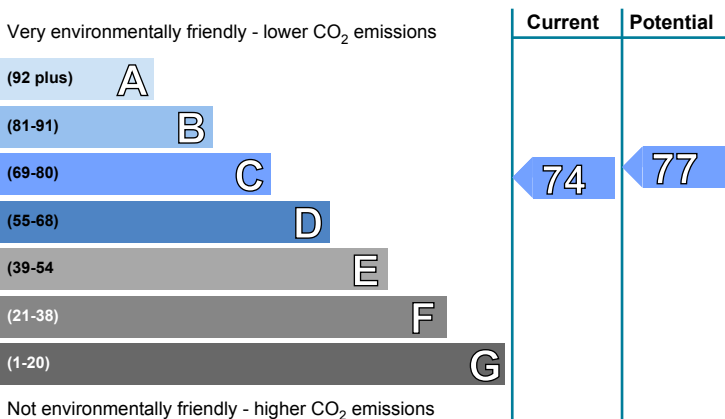 Very environmentally friendly - lower CO2 emissions
Current Potential
(92 plus) A
(81-91) B
(69-80) C
74 77
(55-68) D
(39-54 E
(21-38) F
(1-20) G
Not environmentally friendly - higher CO2 emissions